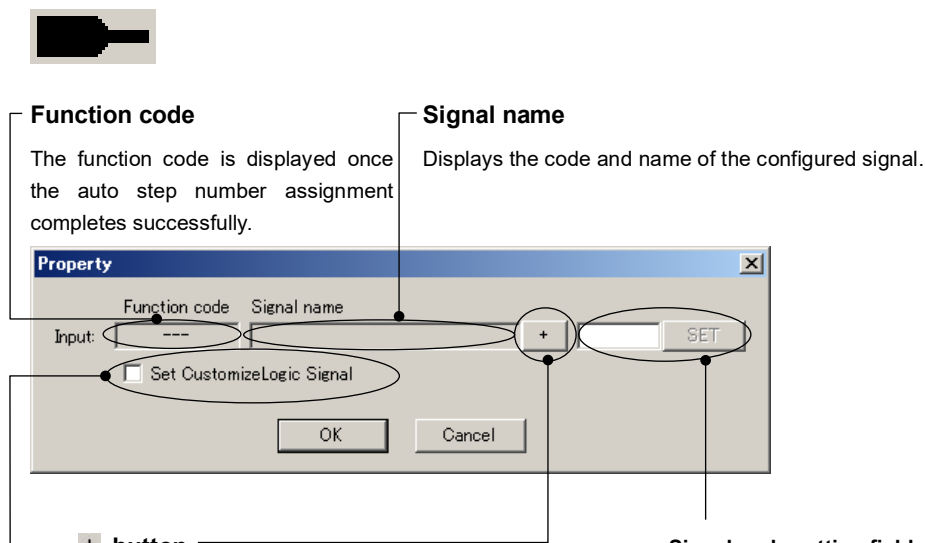 Function code
The function code is displayed once
the auto step number assignment
completes successfully.
Signal name
Displays the code and name of the configured signal.
Property
Function code Signal name
Input: --- + SET
Set CustomizeLogic Signal
OK Cancel
+ button